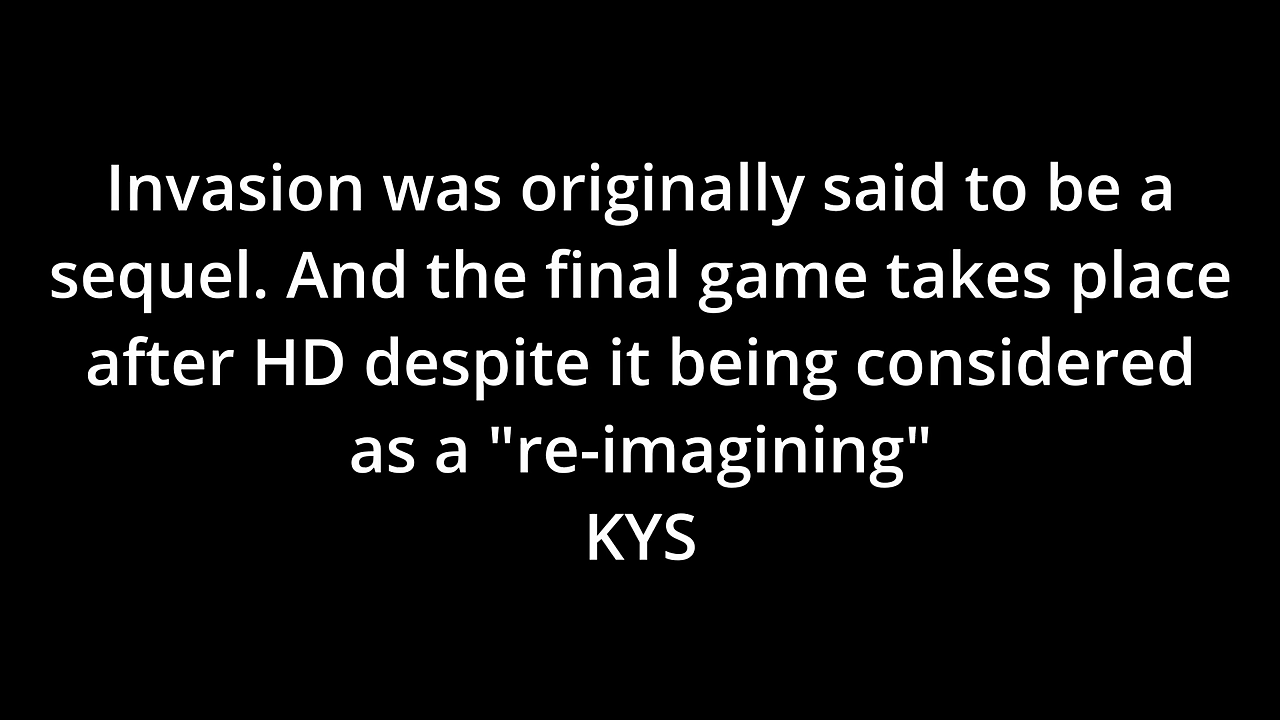 Invasion was originally said to be a
sequel. And the final game takes place
after HD despite it being considered
as a "re-imagining"
KYS